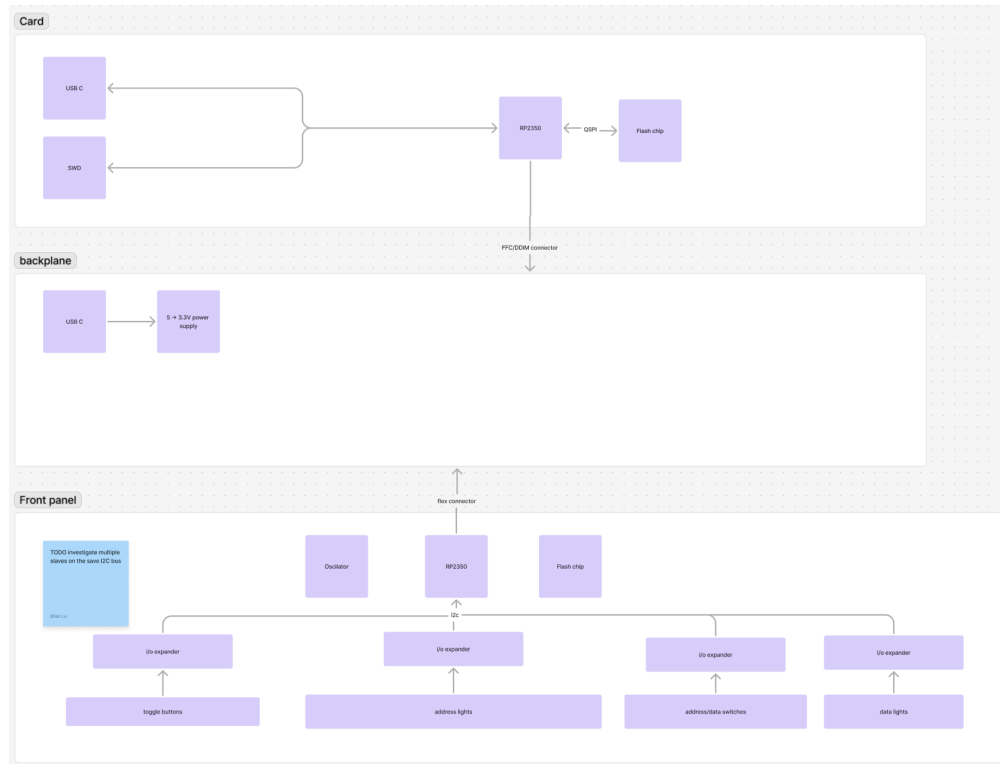 Card
USB C
SWD
RP2350
QSPI
Flash chip
FFC/DDIM connector
backplane
USB C
5 → 3.3V power
supply
flex connector
Front panel
TODO investigate multiple
slaves on the save I2C bus
Oscilator
RP2350
Flash chip
I2c
i/o expander
i/o expander
i/o expander
i/o expander
toggle buttons
address lights
address/data switches
data lights